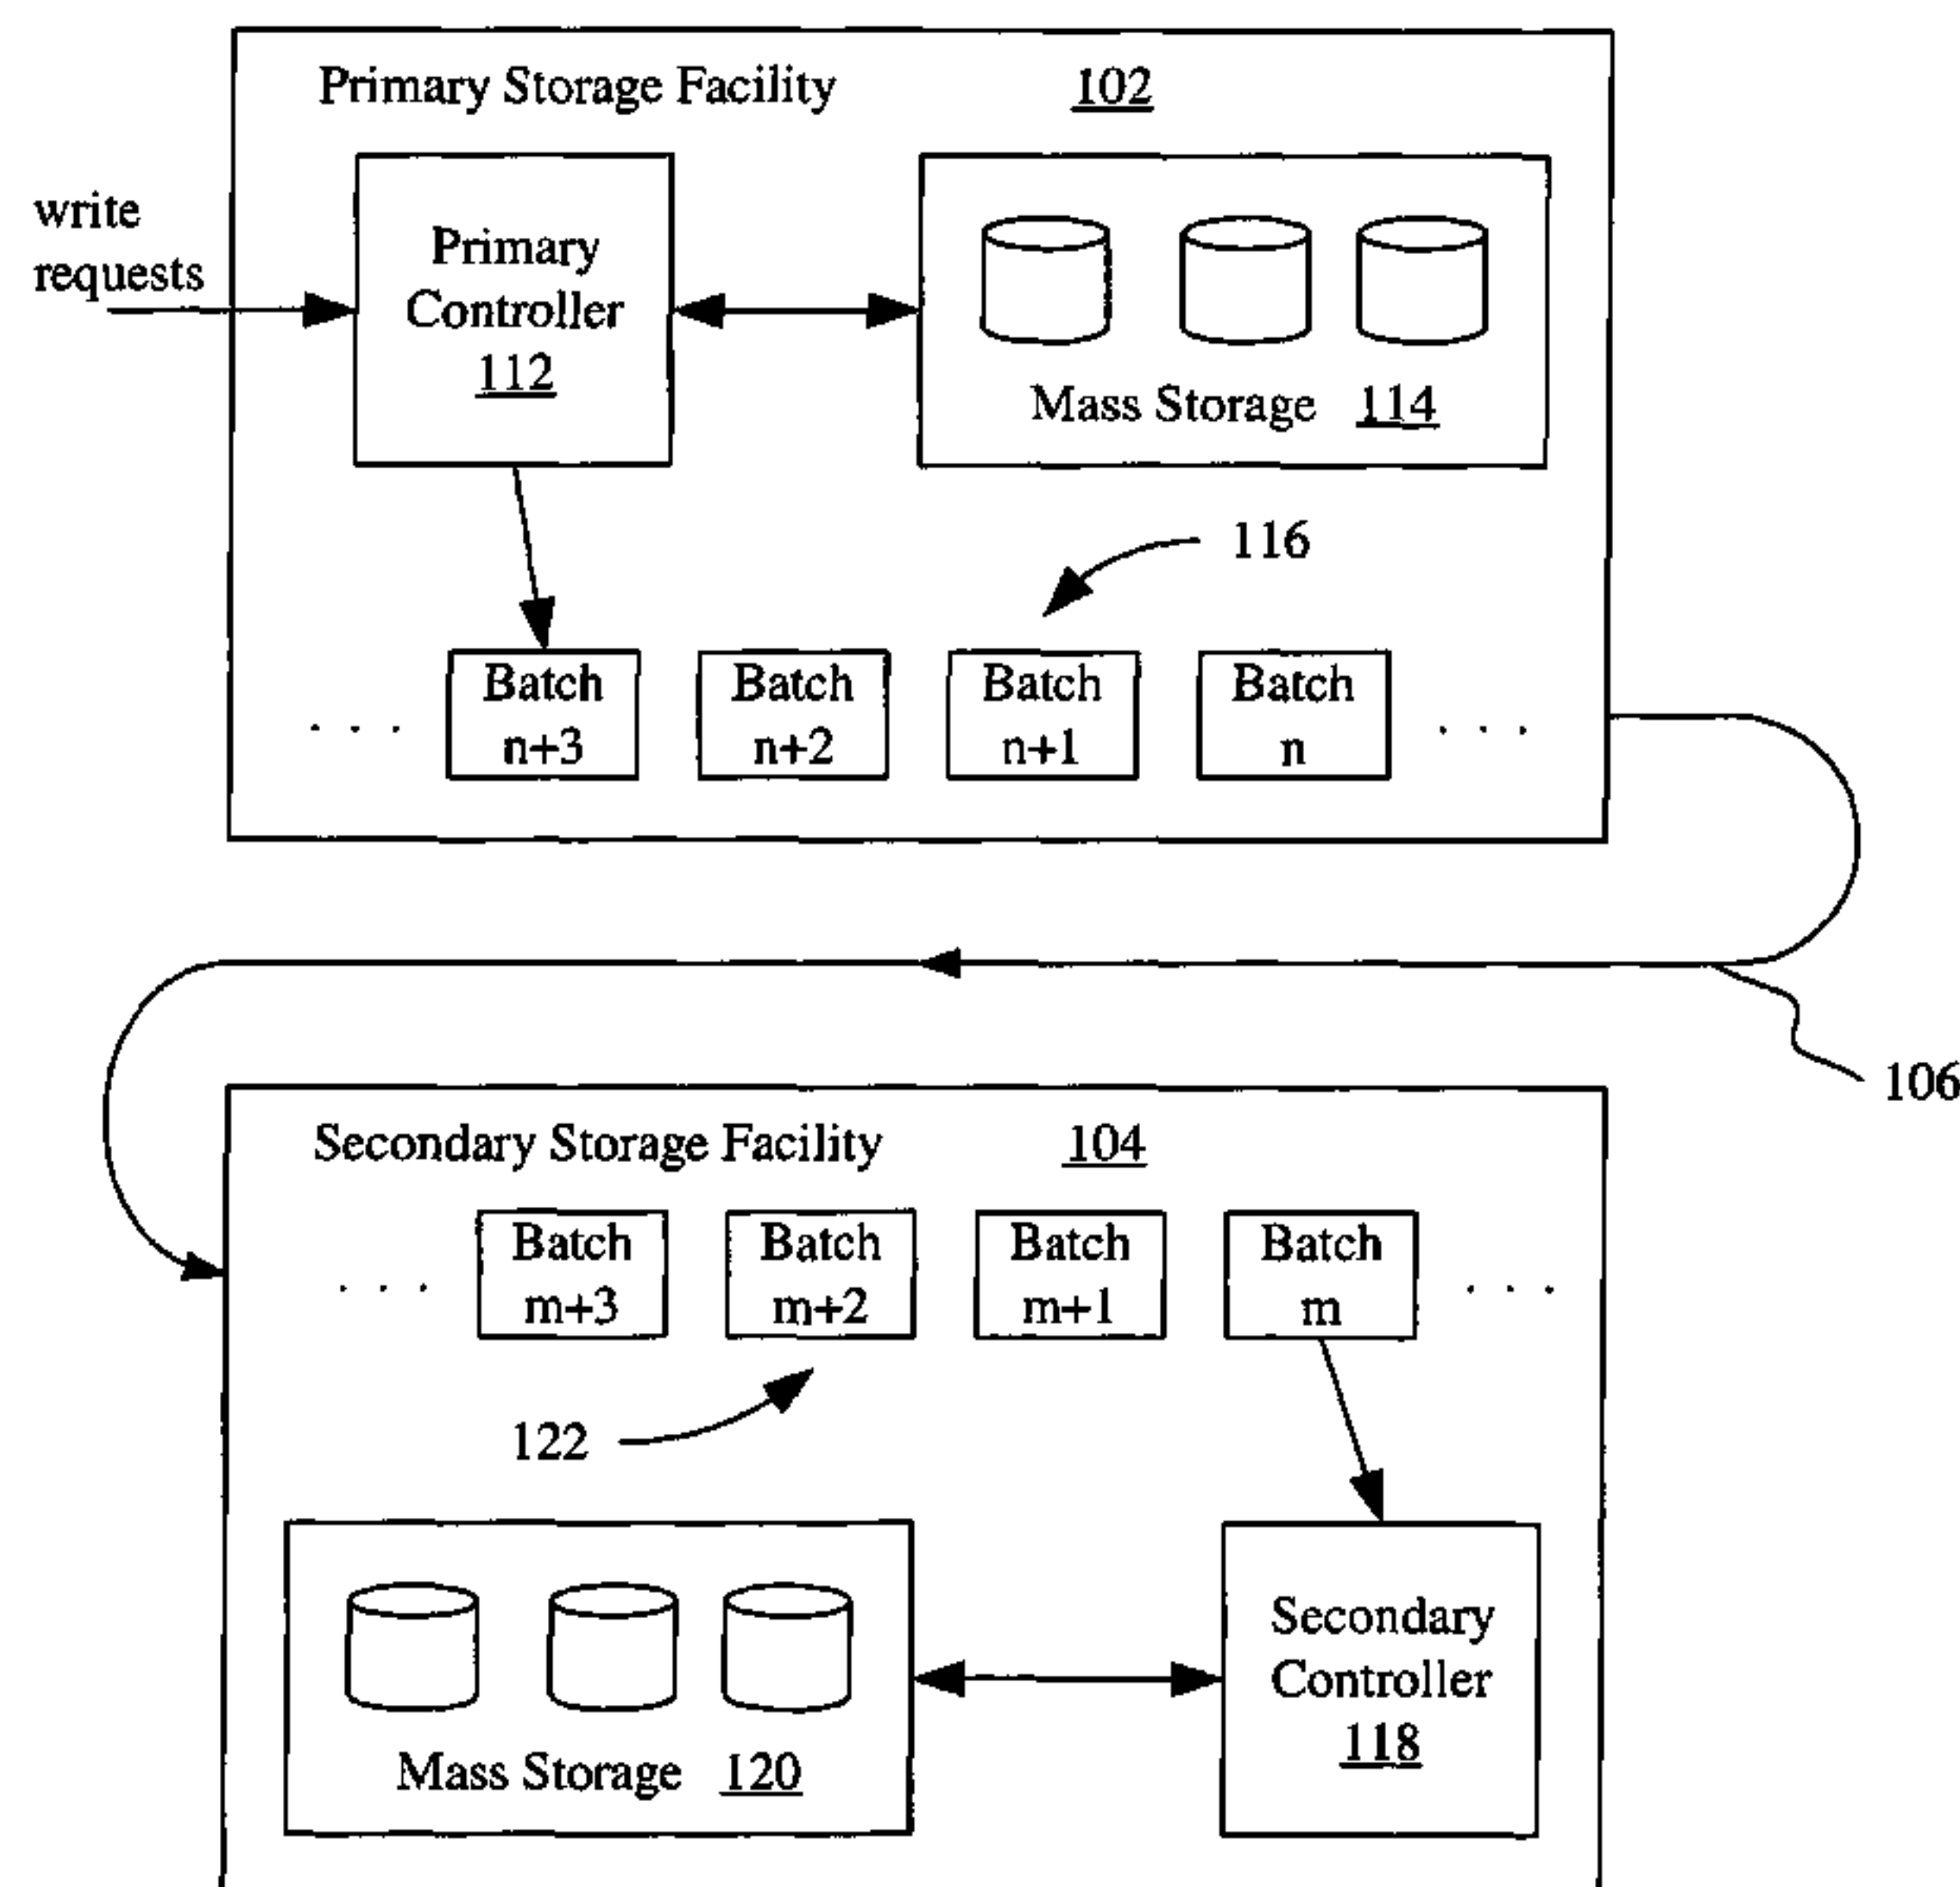 Primary Storage Facility 102
write
requests
Primary
Controller
112
Mass Storage 114
116
. . .
Batch
n+3
Batch
n+2
Batch
n+1
Batch
n
. . .
106
Secondary Storage Facility 104
. . .
Batch
m+3
Batch
m+2
Batch
m+1
Batch
m
. . .
122
Mass Storage 120
Secondary
Controller
118